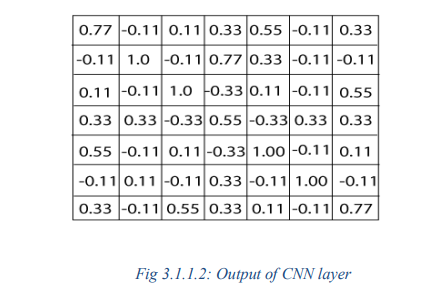 0.77 -0.11 0.11 0.33 0.55 -0.11 0.33
-0.11 1.0 -0.11 0.77 0.33 -0.11 -0.11
0.11 -0.11 1.0 -0.33 0.11 -0.11 0.55
0.33 0.33 -0.33 0.55 -0.33 0.33 0.33
0.55 -0.11 0.11 -0.33 1.00 -0.11 0.11
-0.11 0.11 -0.11 0.33 -0.11 1.00 -0.11
0.33 -0.11 0.55 0.33 0.11 -0.11 0.77
Fig 3.1.1.2: Output of CNN layer